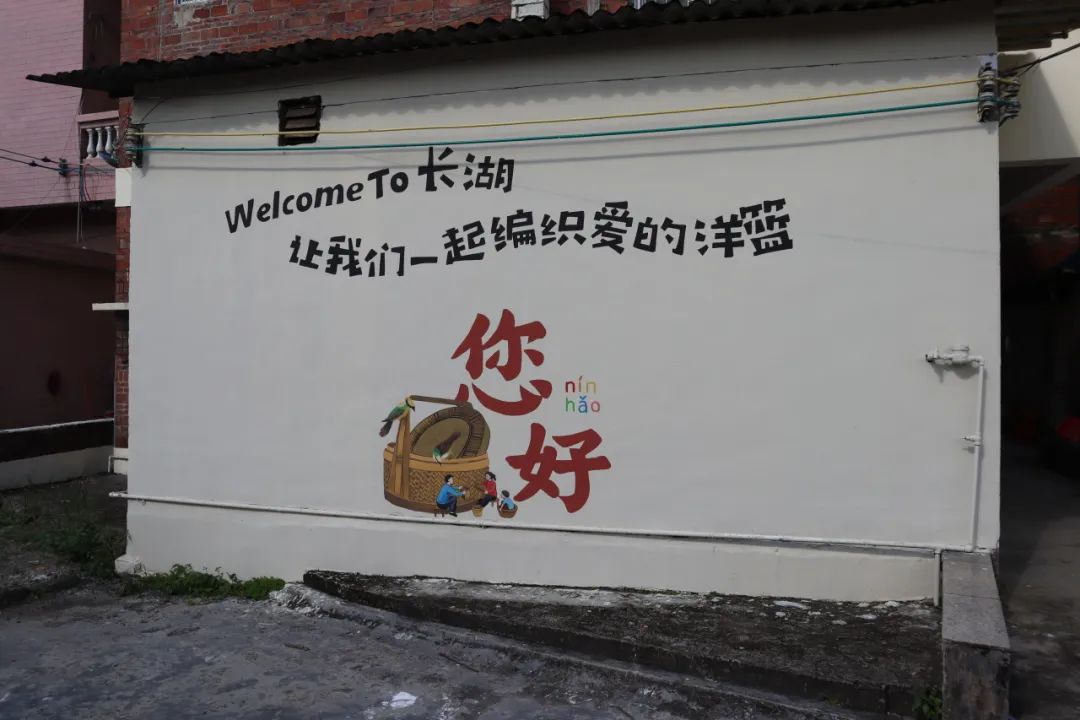 Welcome To 长湖
让我们一起编织爱的洋篮
您
好
nín
hǎo